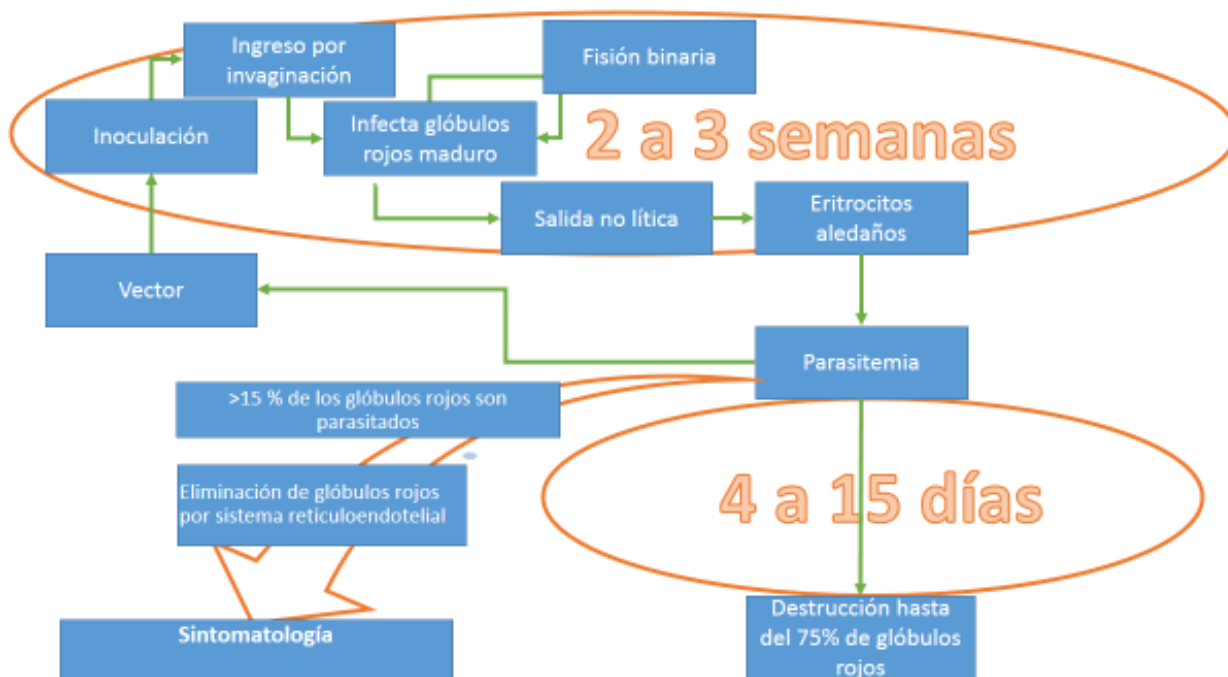 Ingreso por
invaginación
Fisión binaria
Inoculación
Infecta glóbulos
rojos maduro
2 a 3 semanas
Salida no lítica
Eritrocitos
aledaños
Vector
Parasitemia
>15 % de los glóbulos rojos son
parasitados
Eliminación de glóbulos rojos
por sistema reticuloendotelial
4 a 15 días
Sintomatología
Destrucción hasta
del 75% de glóbulos
rojos